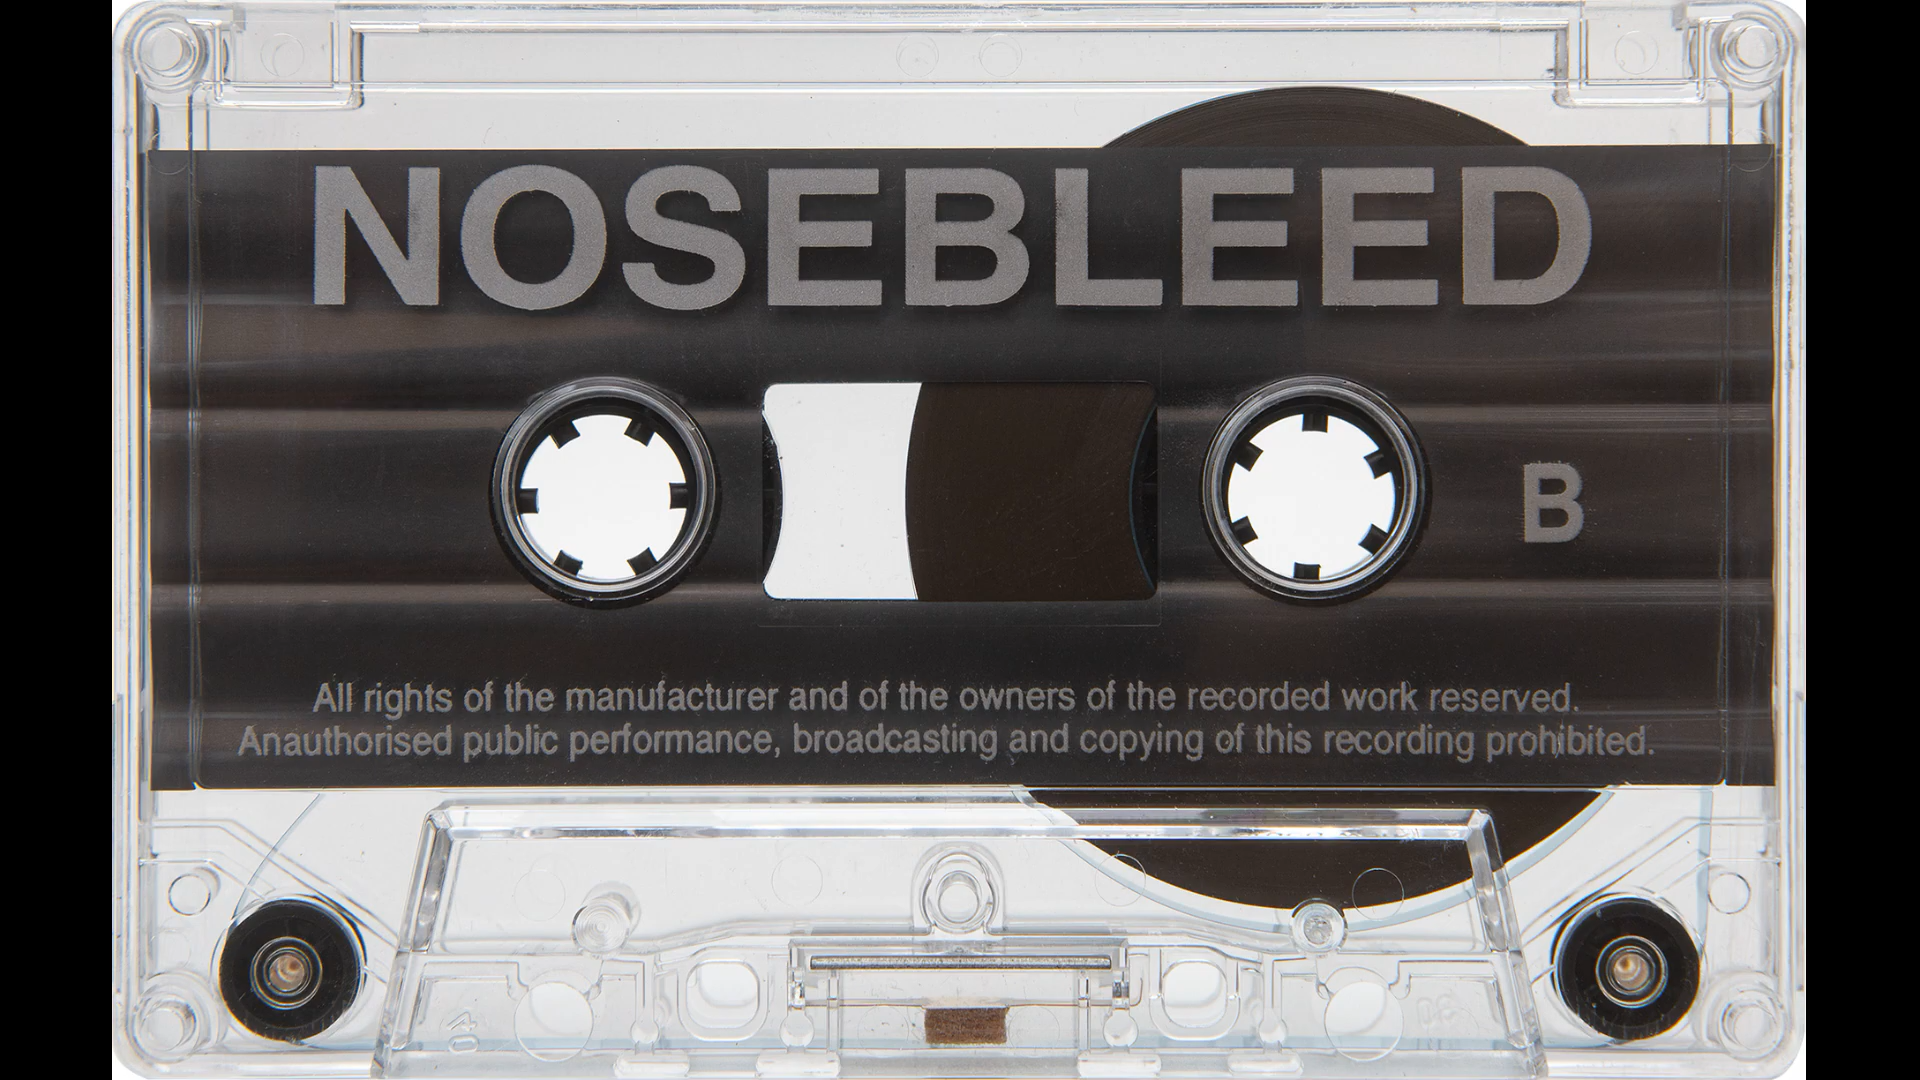 NOSEBLEED
B
All rights of the manufacturer and of the owners of the recorded work reserved.
Anauthorised public performance, broadcasting and copying of this recording prohibited.